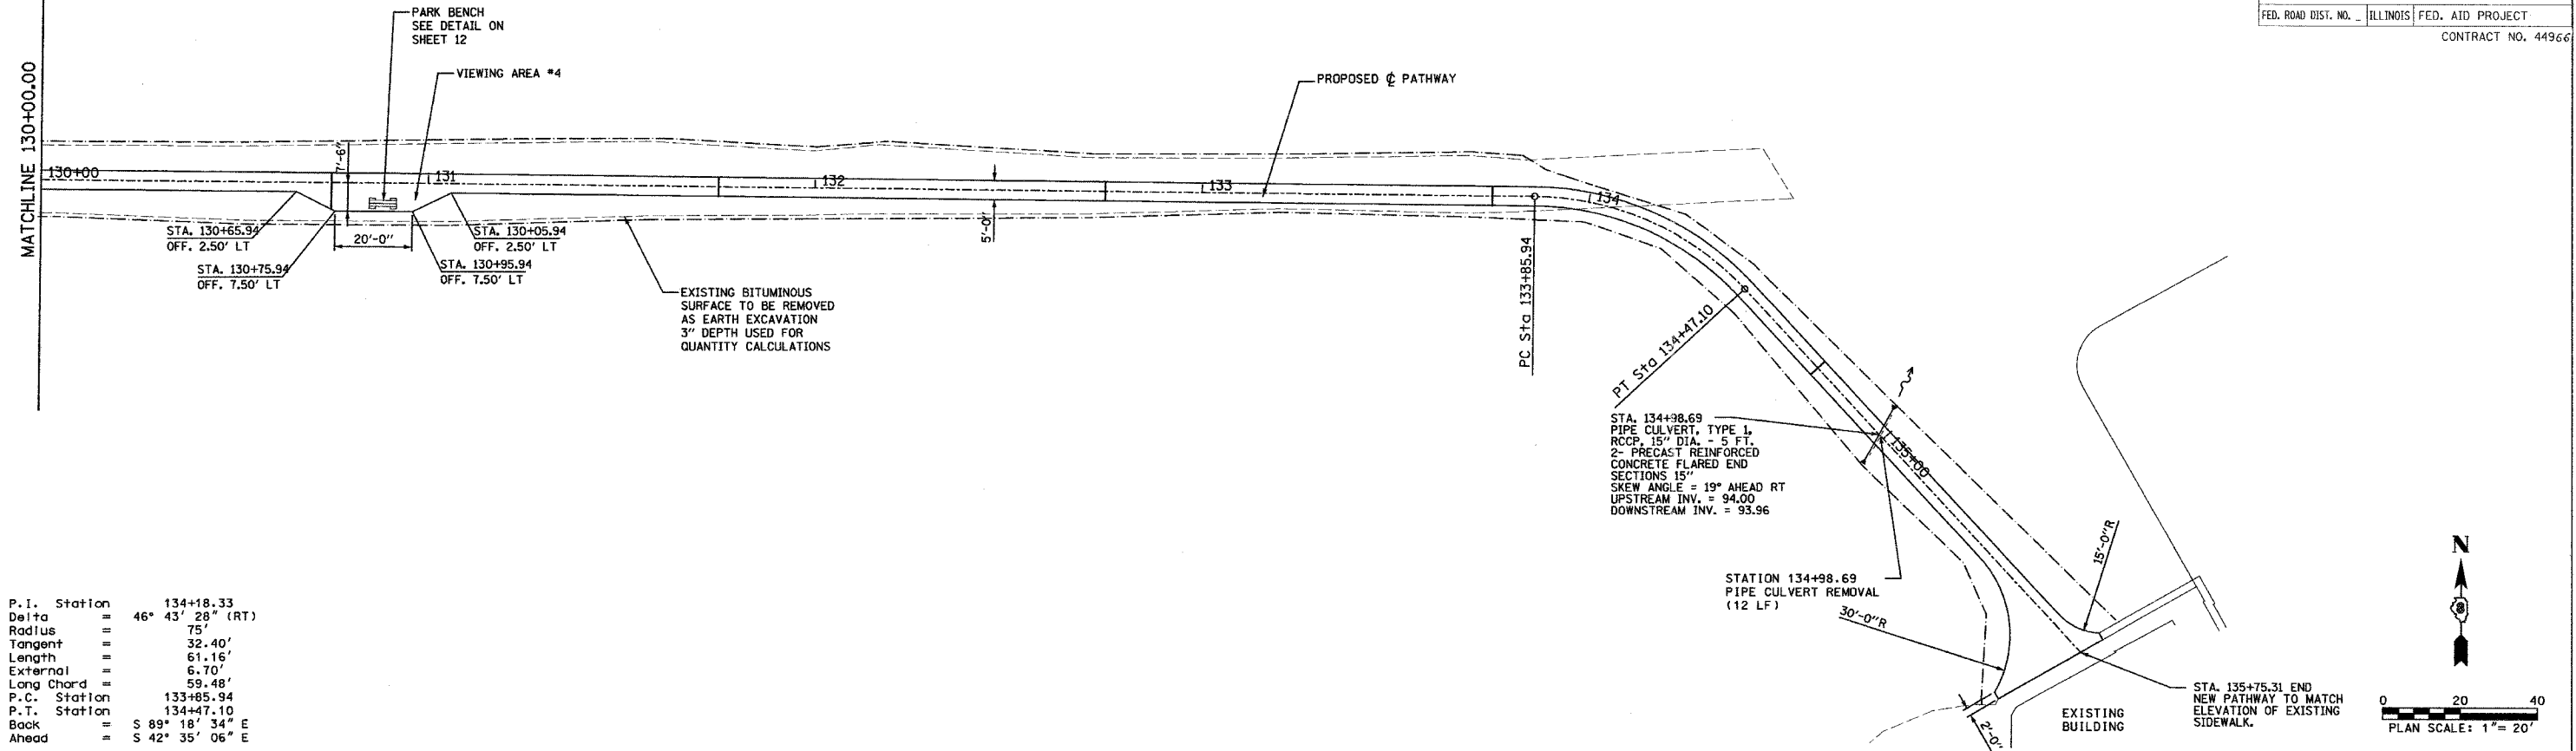 FED. ROAD DIST. NO. _ ILLINOIS FED. AID PROJECT
CONTRACT NO. 44966
PARK BENCH
SEE DETAIL ON
SHEET 12
VIEWING AREA #4
PROPOSED ℄ PATHWAY
MATCHLINE 130+00.00
130+00
7'-6"
131
132
133
134
5'-0"
STA. 130+65.94
OFF. 2.50' LT
STA. 130+75.94
OFF. 7.50' LT
20'-0"
STA. 130+05.94
OFF. 2.50' LT
STA. 130+95.94
OFF. 7.50' LT
EXISTING BITUMINOUS
SURFACE TO BE REMOVED
AS EARTH EXCAVATION
3" DEPTH USED FOR
QUANTITY CALCULATIONS
PC Sta 133+85.94
PT Sta 134+47.10
STA. 134+98.69
PIPE CULVERT, TYPE 1,
RCCP, 15" DIA. - 5 FT.
2- PRECAST REINFORCED
CONCRETE FLARED END
SECTIONS 15"
SKEW ANGLE = 19° AHEAD RT
UPSTREAM INV. = 94.00
DOWNSTREAM INV. = 93.96
135+00
STATION 134+98.69
PIPE CULVERT REMOVAL
(12 LF)
30'-0"R
15'-0"R
2'-0"
EXISTING
BUILDING
STA. 135+75.31 END
NEW PATHWAY TO MATCH
ELEVATION OF EXISTING
SIDEWALK.
N
0 20 40
PLAN SCALE: 1"= 20'
P.I. Station 134+18.33
Delta = 46° 43' 28" (RT)
Radius = 75'
Tangent = 32.40'
Length = 61.16'
External = 6.70'
Long Chord = 59.48'
P.C. Station 133+85.94
P.T. Station 134+47.10
Back = S 89° 18' 34" E
Ahead = S 42° 35' 06" E